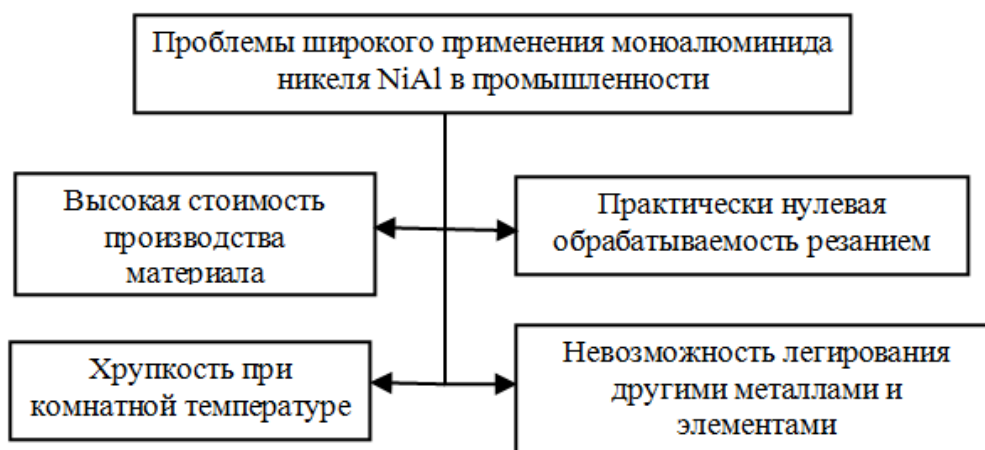 Проблемы широкого применения моноалюминида
никеля NiAl в промышленности
Высокая стоимость
производства
материала
Практически нулевая
обрабатываемость резанием
Хрупкость при
комнатной температуре
Невозможность легирования
другими металлами и
элементами